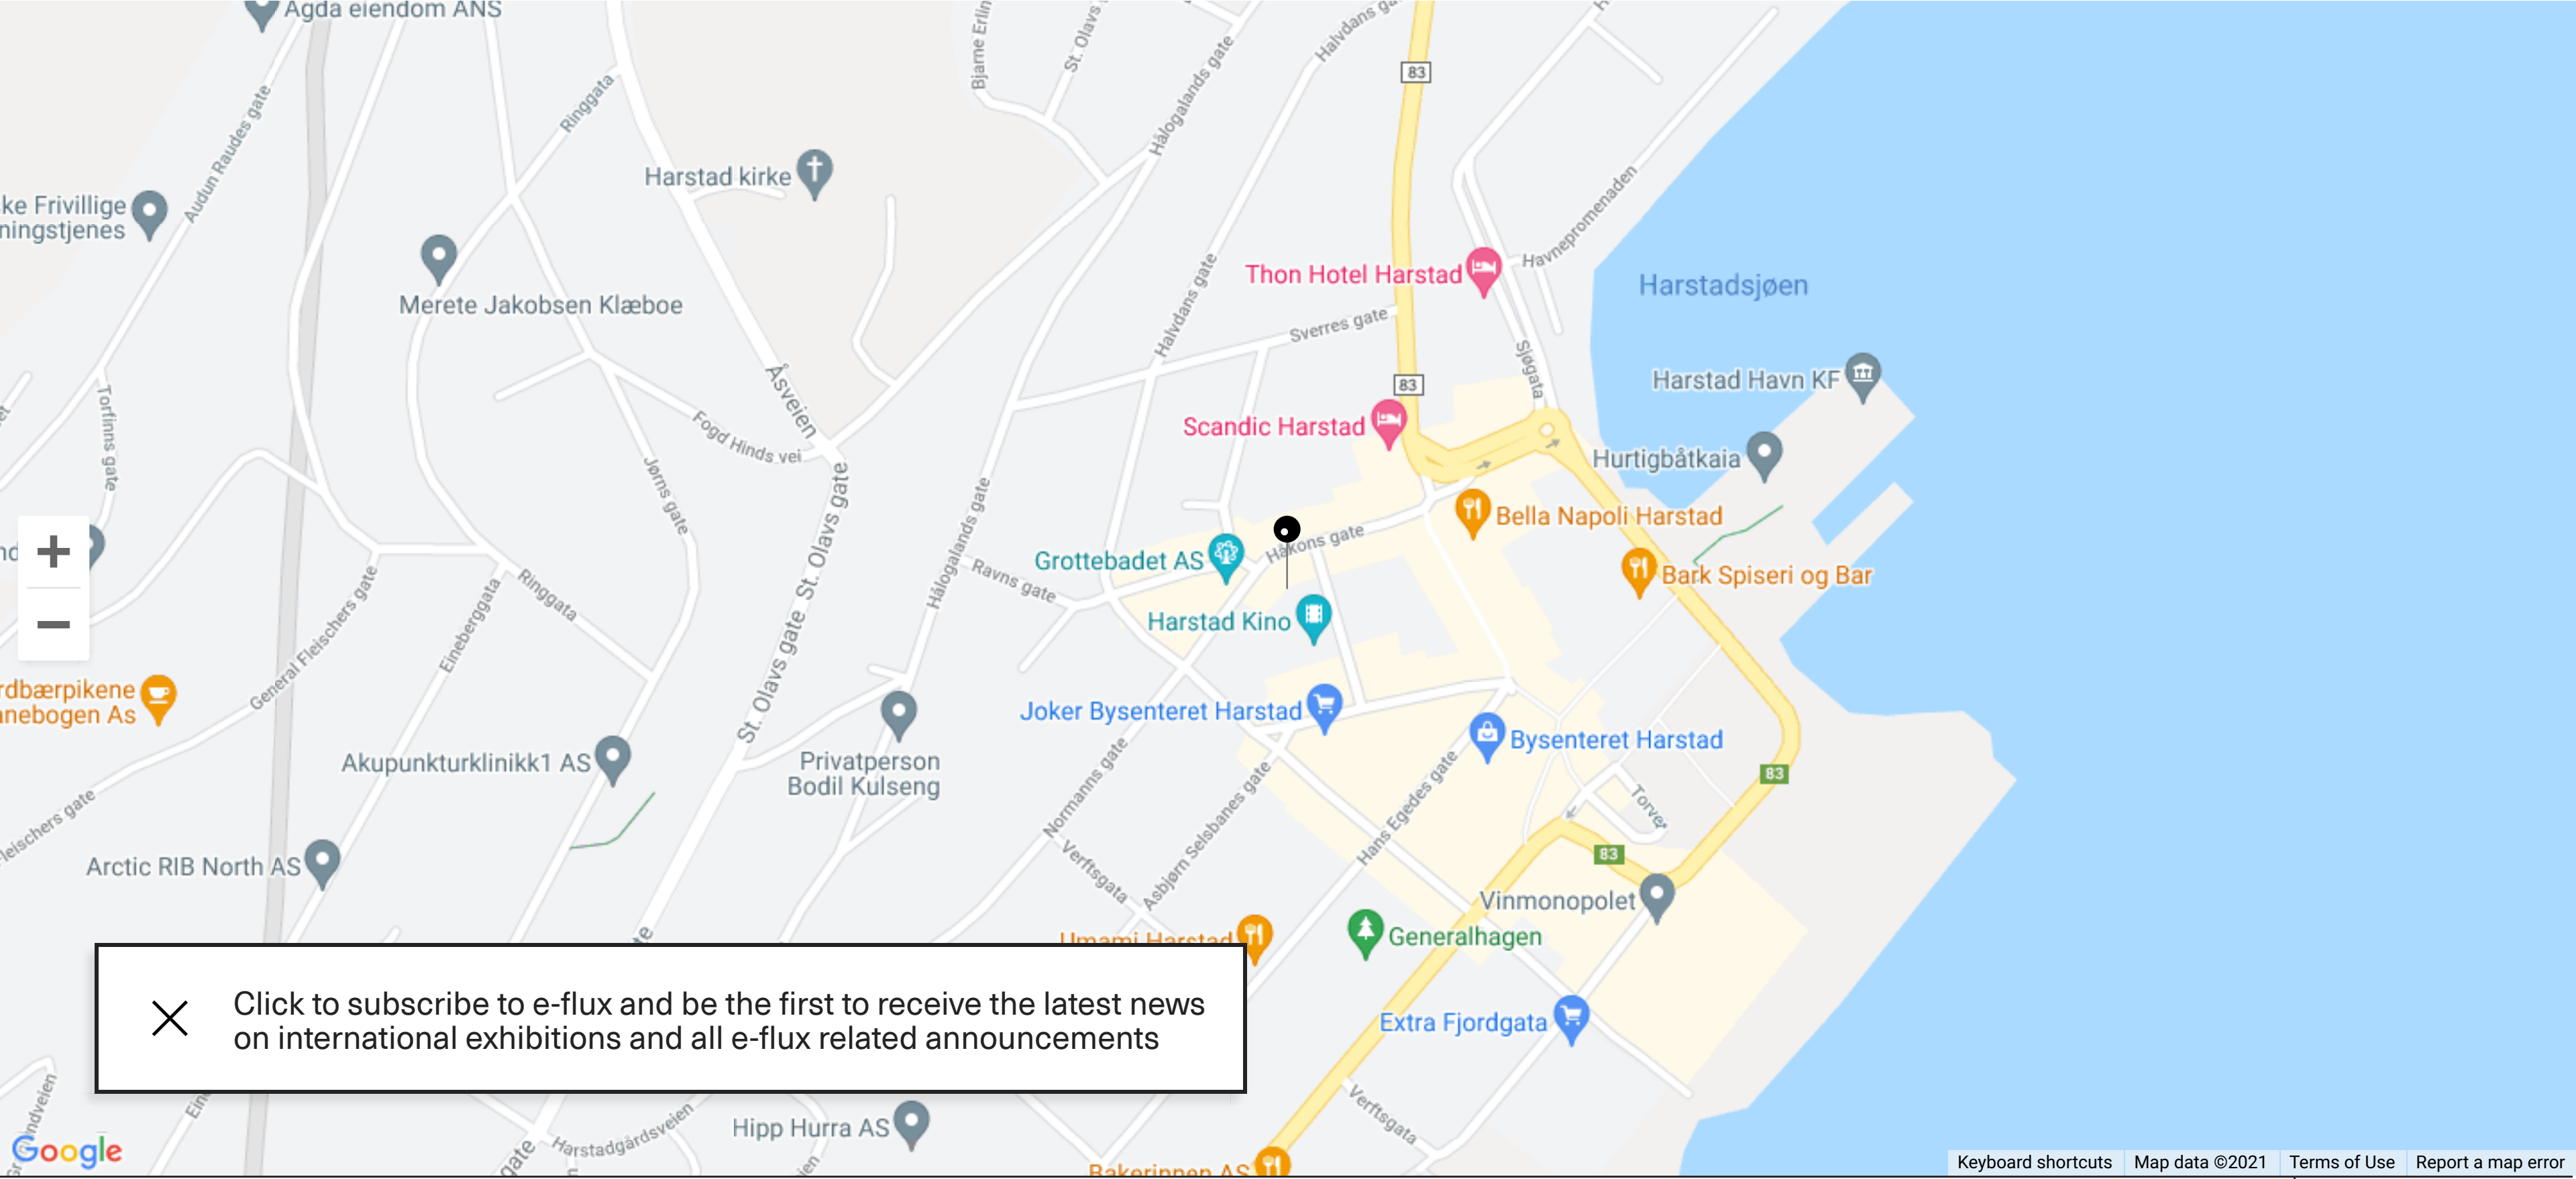 Agda eiendom ANS
Bjarne Erlin
St. Olavs
Hålogalands gate
Halvdans ga
83
Ringgata
Audun Raudes gate
Harstad kirke
ke Frivillige
ningstjenes
Havnepromenaden
Merete Jakobsen Klæboe
Thon Hotel Harstad
Harstadsjøen
Halvdans gate
Sverres gate
Sjøgata
83
Harstad Havn KF
Åsveien
Torfinns gate
Fogd Hinds vei
Scandic Harstad
Hurtigbåtkaia
Jørns gate
St. Olavs gate
St. Olavs gate
Hålogalands gate
Bella Napoli Harstad
Håkons gate
Grottebadet AS
Ravns gate
Bark Spiseri og Bar
Ringgata
Eineberggata
General Fleischers gate
Harstad Kino
rdbærpikene
anebogen As
Joker Bysenteret Harstad
Bysenteret Harstad
Akupunkturklinikk1 AS
Privatperson
Bodil Kulseng
Normanns gate
Asbjørn Selsbanes gate
Hans Egedes gate
83
Torvet
leischers gate
Arctic RIB North AS
Verftsgata
83
Vinmonopolet
Umami Harstad
Generalhagen
Click to subscribe to e-flux and be the first to receive the latest news
on international exhibitions and all e-flux related announcements
Extra Fjordgata
Verftsgata
Hipp Hurra AS
Harstadgårdsveien
gate
Google
Bakerinnen AS
Keyboard shortcuts
Map data ©2021
Terms of Use
Report a map error